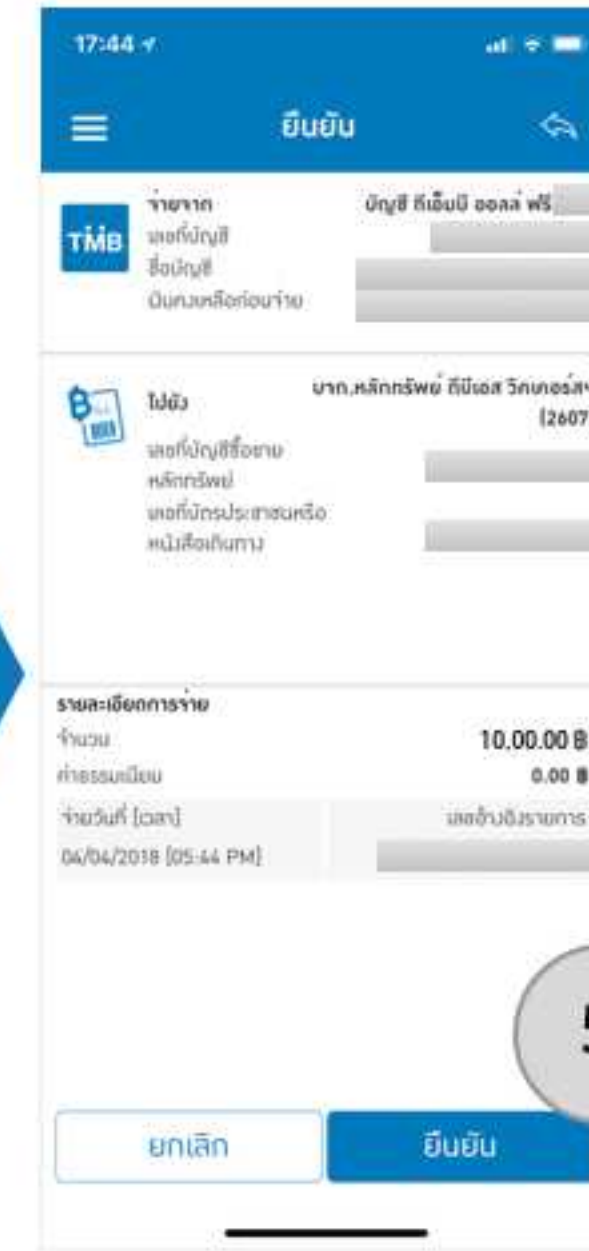 17:44
ยืนยัน
TMB
จ่ายจาก
บัญชี ทีเอ็มบี ออลล์ ฟรี
เลขที่บัญชี
ชื่อบัญชี
เงินคงเหลือก่อนจ่าย
ไปยัง
บจก.หลักทรัพย์ ดีบีเอส วิคเคอร์สฯ
(2607
เลขที่บัญชีซื้อขาย
หลักทรัพย์
เลขที่บัตรประชาชนหรือ
หนังสือเดินทาง
รายละเอียดการจ่าย
จำนวน 10,00.00 ฿
ค่าธรรมเนียม 0.00 ฿
จ่ายวันที่ [เวลา] เลขอ้างอิงรายการ
04/04/2018 [05:44 PM]
ยกเลิก ยืนยัน